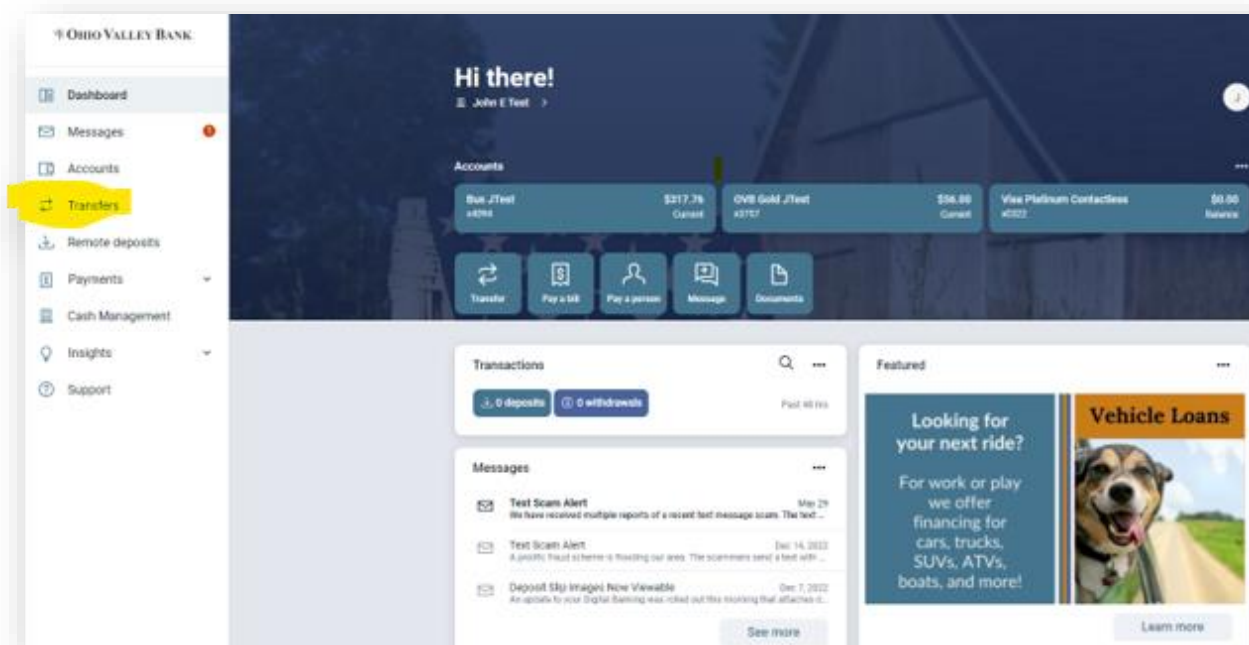 OHIO VALLEY BANK
Dashboard
Messages
Accounts
Transfers
Remote deposits
Payments
Cash Management
Insights
Support
Hi there!
John E Test
J
Accounts
Bus JTest $317.76
Current
OVB Gold JTest $56.00
x3757 Current
Visa Platinum Contactless $0.00
x0322 Balance
Transfer
Pay a bill
Pay a person
Message
Documents
Transactions
0 deposits
0 withdrawals
Past 48 hrs
Messages
Text Scam Alert May 29
We have received multiple reports of a recent text message scam. The text ...
Text Scam Alert Dec 14, 2022
A prolific fraud scheme is flooding our area. The scammers send a text with ...
Deposit Slip Images Now Viewable Dec 7, 2022
An update to your Digital Banking was rolled out this morning that attaches d...
See more
Featured
Looking for
your next ride?
For work or play
we offer
financing for
cars, trucks,
SUVs, ATVs,
boats, and more!
Vehicle Loans
Learn more